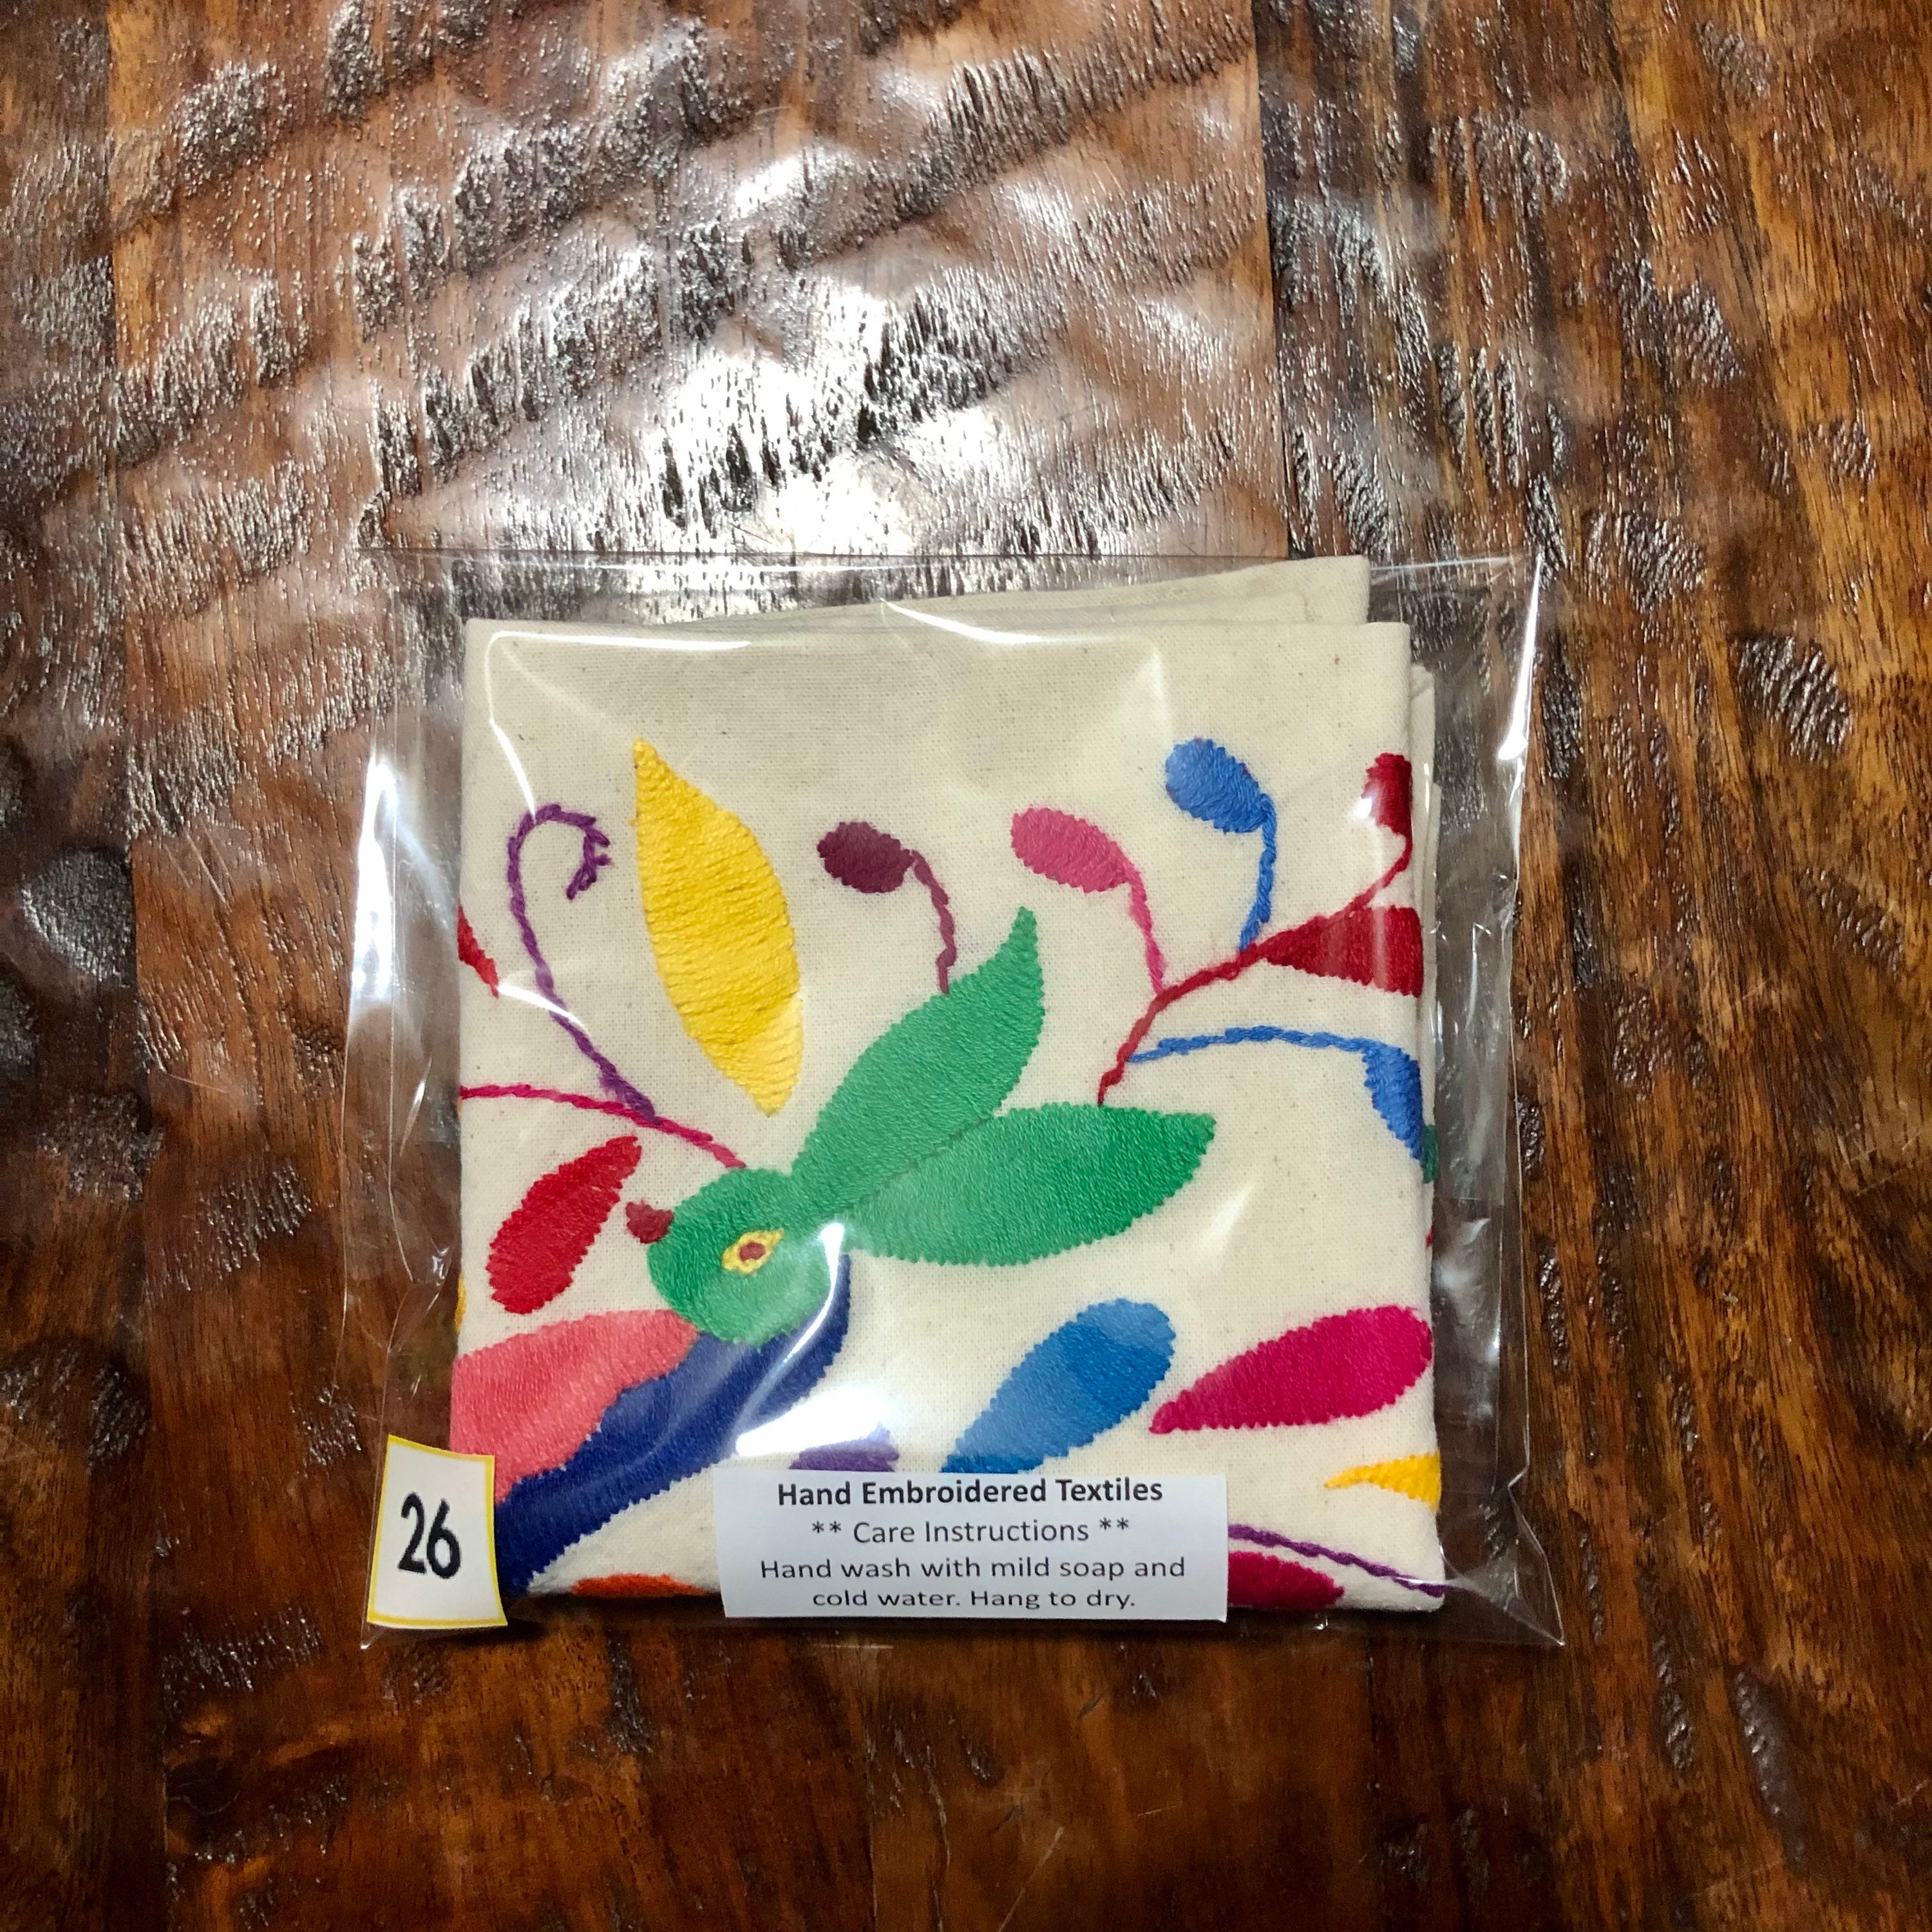 Hand Embroidered Textiles
** Care Instructions **
Hand wash with mild soap and
cold water. Hang to dry.
26